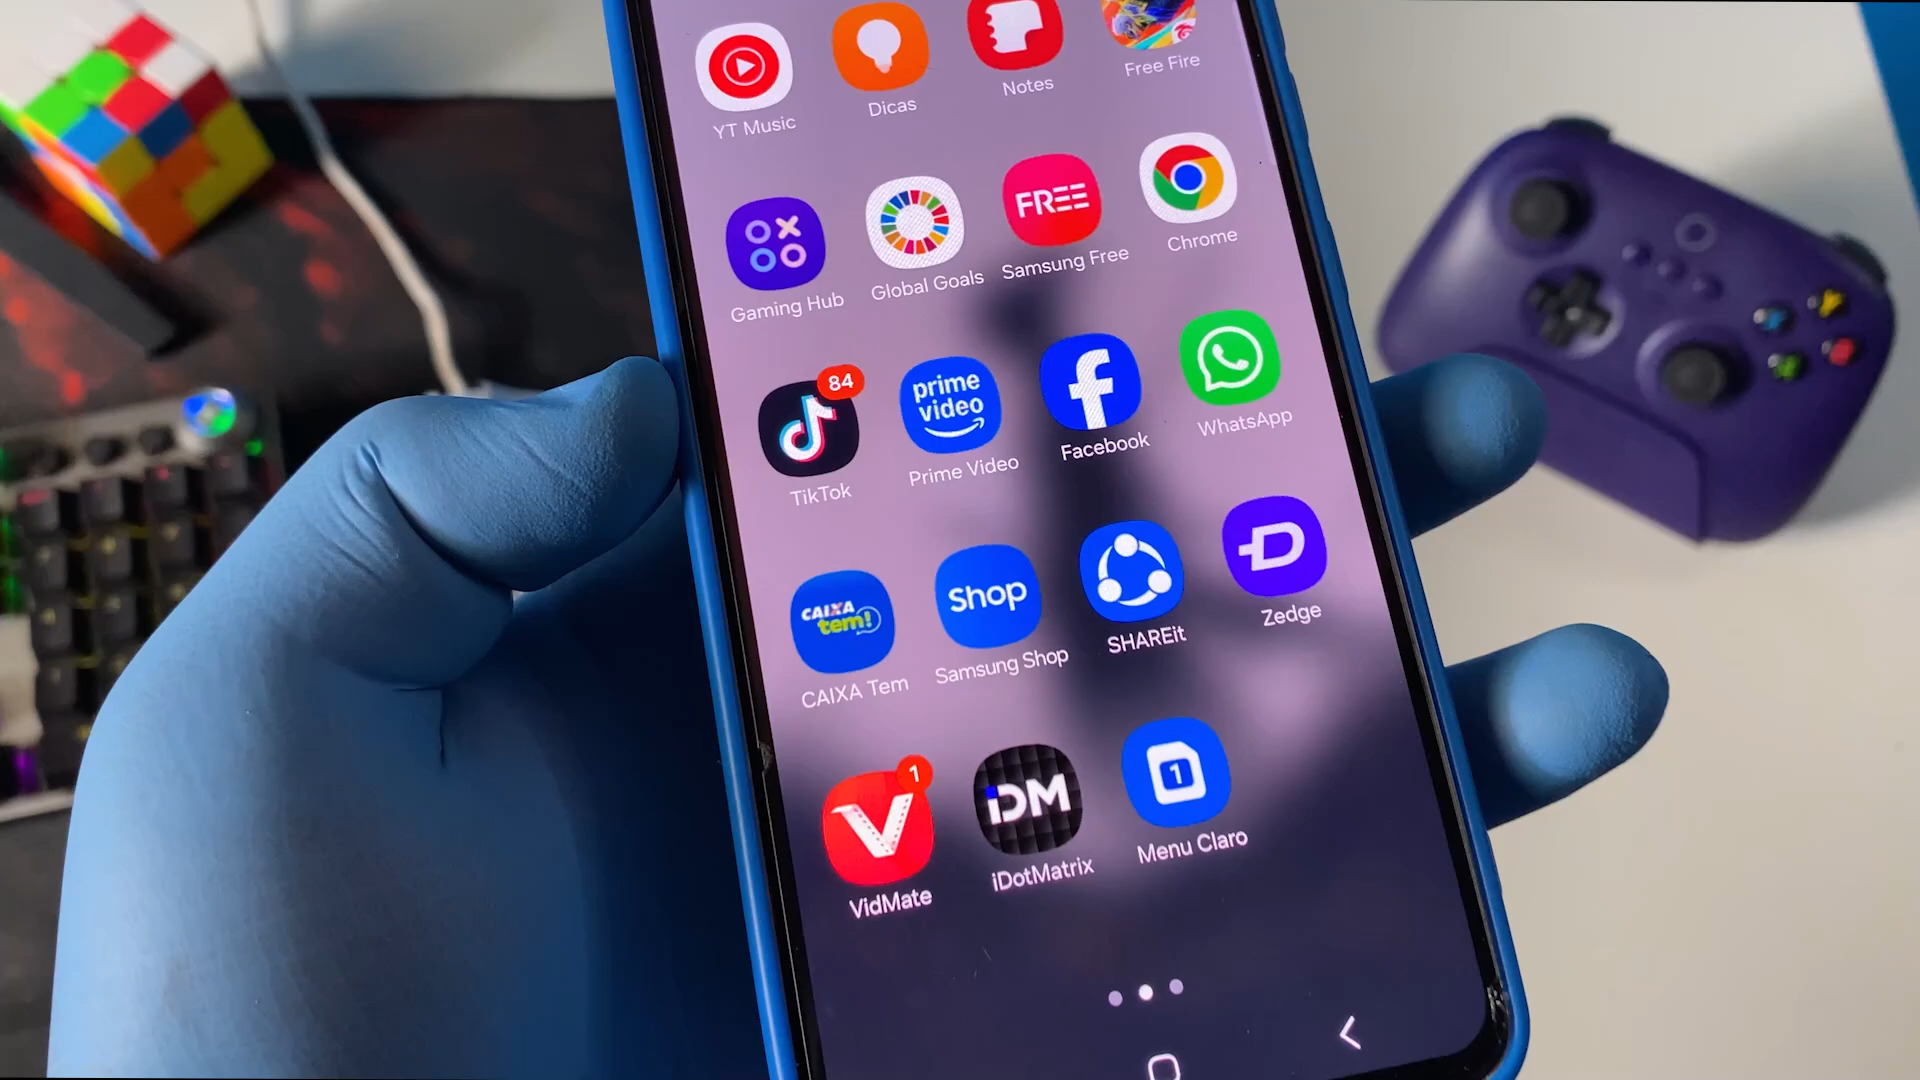 YT Music
Dicas
Notes
Free Fire
FREE
Gaming Hub
Global Goals
Samsung Free
Chrome
84
prime
video
TikTok
Prime Video
Facebook
WhatsApp
CAIXA
tem!
Shop
CAIXA Tem
Samsung Shop
SHAREit
Zedge
1
iDM
1
VidMate
iDotMatrix
Menu Claro